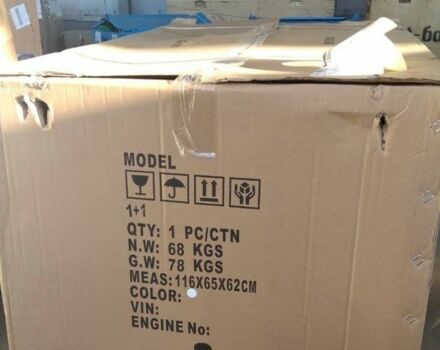 MODEL
1+1
QTY: 1 PC/CTN
N.W: 68 KGS
G.W: 78 KGS
MEAS:116X65X62CM
COLOR:
VIN:
ENGINE No: